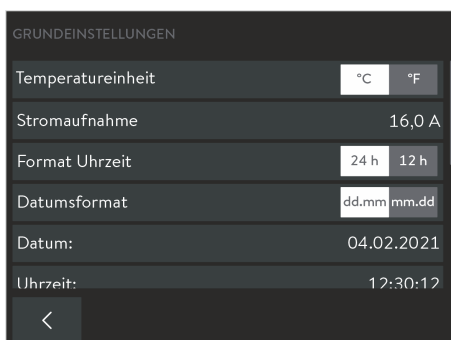 GRUNDEINSTELLUNGEN
Temperatureinheit °C °F
Stromaufnahme 16,0 A
Format Uhrzeit 24 h 12 h
Datumsformat dd.mm mm.dd
Datum: 04.02.2021
Uhrzeit: 12:30:12